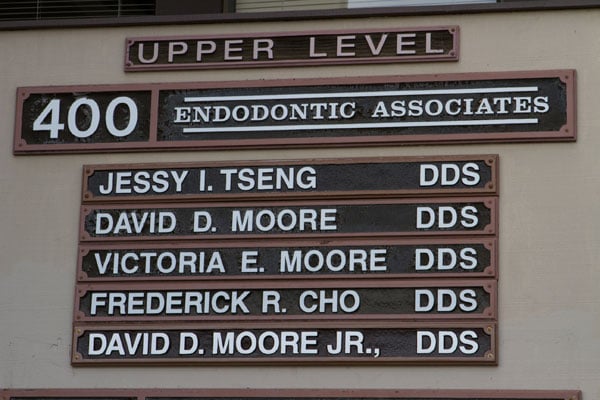 UPPER LEVEL
400 ENDODONTIC ASSOCIATES
JESSY I. TSENG DDS
DAVID D. MOORE DDS
VICTORIA E. MOORE DDS
FREDERICK R. CHO DDS
DAVID D. MOORE JR., DDS